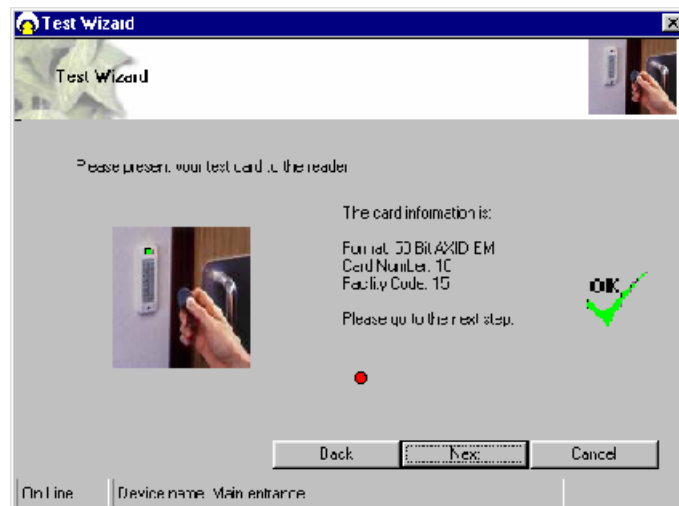 Test Wizard
Test Wizard
Please present your test card to the reader
The card information is:
Format: 50 Bit AXID EM
Card Number: 10
Facility Code: 15
OK
Please go to the next step.
Back Next Cancel
On Line Device name: Main entrance